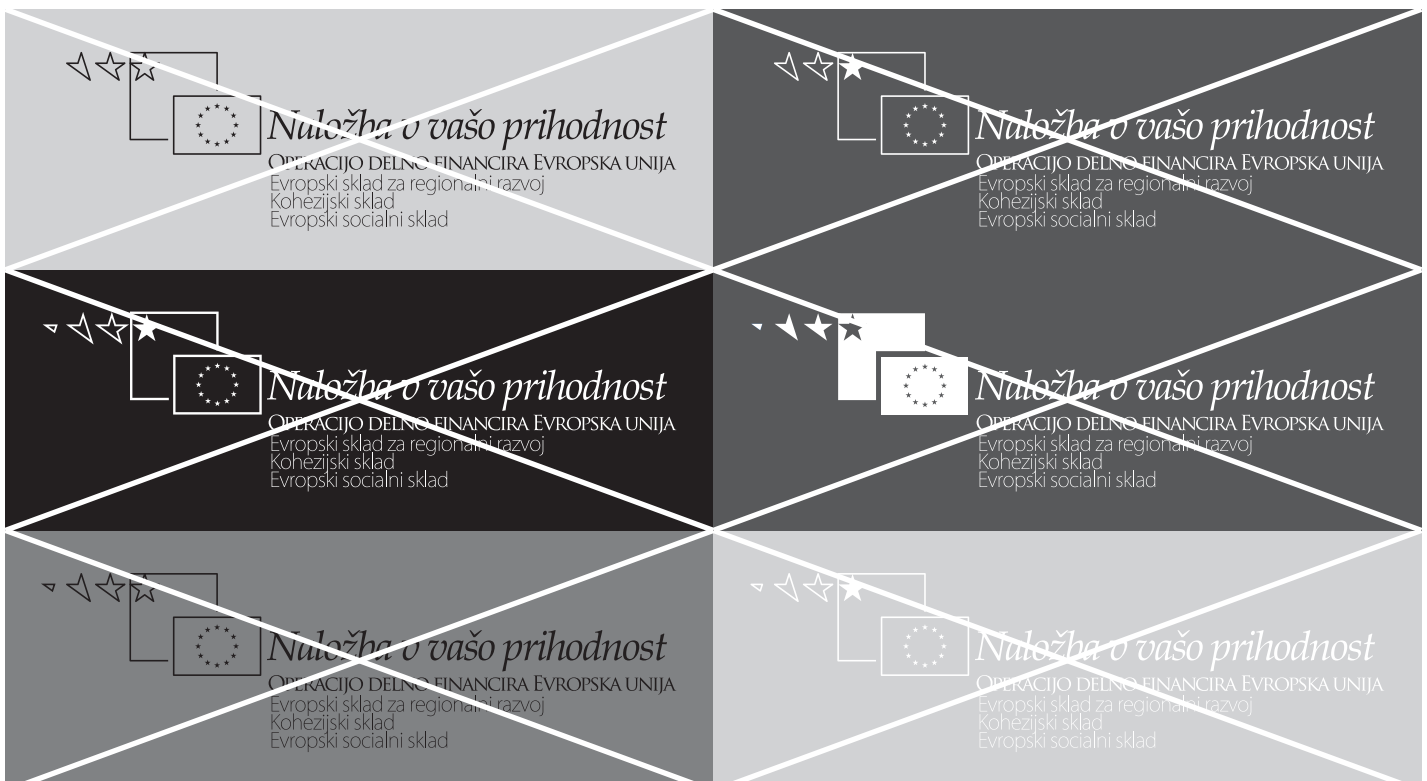 Naložba v vašo prihodnost
OPERACIJO DELNO FINANCIRA EVROPSKA UNIJA
Evropski sklad za regionalni razvoj
Kohezijski sklad
Evropski socialni sklad
Naložba v vašo prihodnost
OPERACIJO DELNO FINANCIRA EVROPSKA UNIJA
Evropski sklad za regionalni razvoj
Kohezijski sklad
Evropski socialni sklad
Naložba v vašo prihodnost
OPERACIJO DELNO FINANCIRA EVROPSKA UNIJA
Evropski sklad za regionalni razvoj
Kohezijski sklad
Evropski socialni sklad
Naložba v vašo prihodnost
OPERACIJO DELNO FINANCIRA EVROPSKA UNIJA
Evropski sklad za regionalni razvoj
Kohezijski sklad
Evropski socialni sklad
Naložba v vašo prihodnost
OPERACIJO DELNO FINANCIRA EVROPSKA UNIJA
Evropski sklad za regionalni razvoj
Kohezijski sklad
Evropski socialni sklad
Naložba v vašo prihodnost
OPERACIJO DELNO FINANCIRA EVROPSKA UNIJA
Evropski sklad za regionalni razvoj
Kohezijski sklad
Evropski socialni sklad